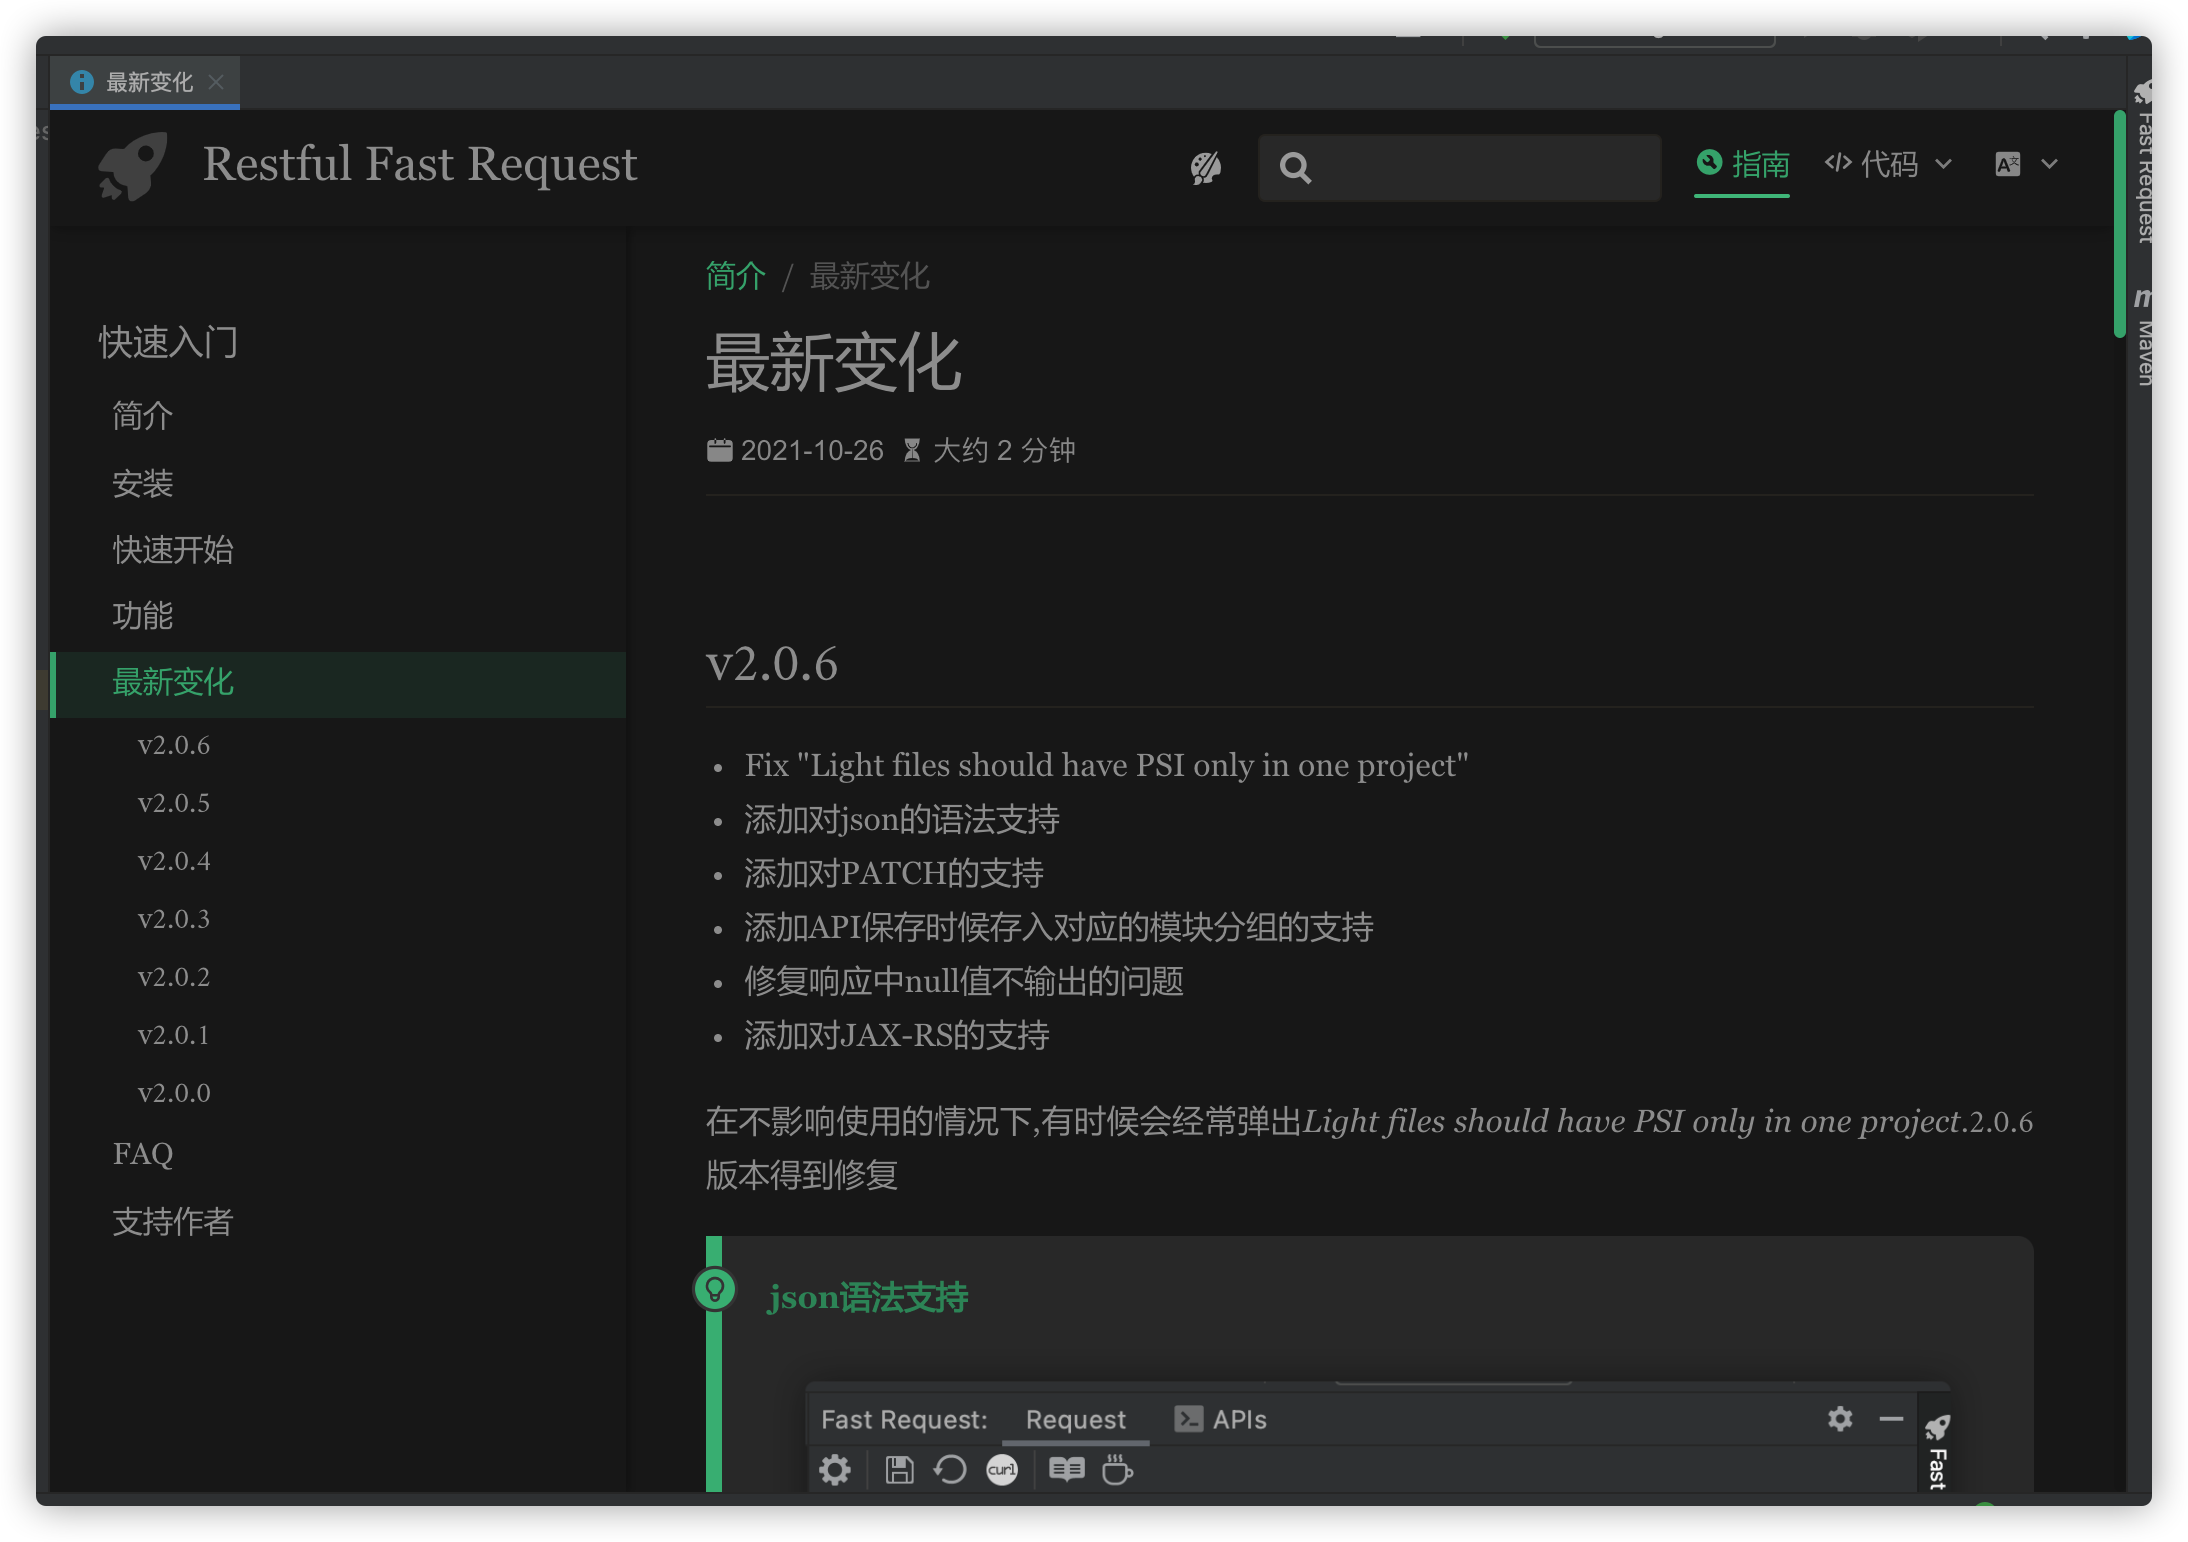 最新变化
Restful Fast Request
指南
代码
Fast Request
Maven
快速入门
简介
安装
快速开始
功能
最新变化
v2.0.6
v2.0.5
v2.0.4
v2.0.3
v2.0.2
v2.0.1
v2.0.0
FAQ
支持作者
简介 / 最新变化
最新变化
2021-10-26 大约 2 分钟
v2.0.6
• Fix "Light files should have PSI only in one project"
• 添加对json的语法支持
• 添加对PATCH的支持
• 添加API保存时候存入对应的模块分组的支持
• 修复响应中null值不输出的问题
• 添加对JAX-RS的支持
在不影响使用的情况下,有时候会经常弹出Light files should have PSI only in one project.2.0.6
版本得到修复
json语法支持
Fast Request: Request APIs
curl
Fast